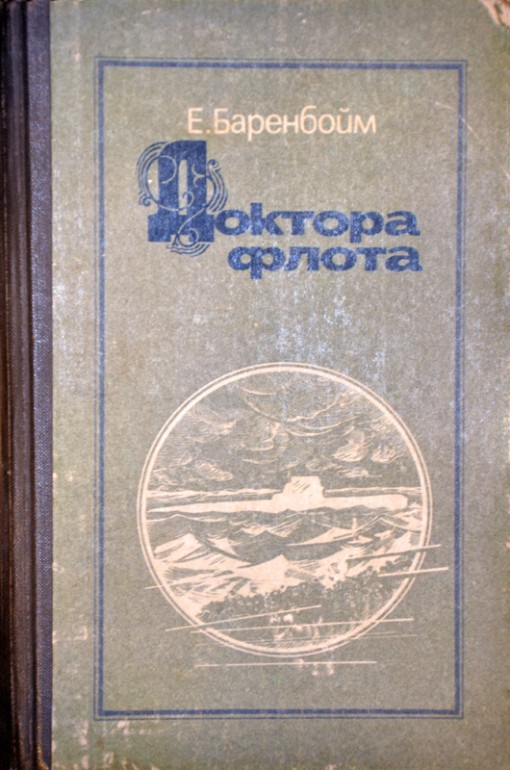 Е.Баренбойм
Доктора
флота